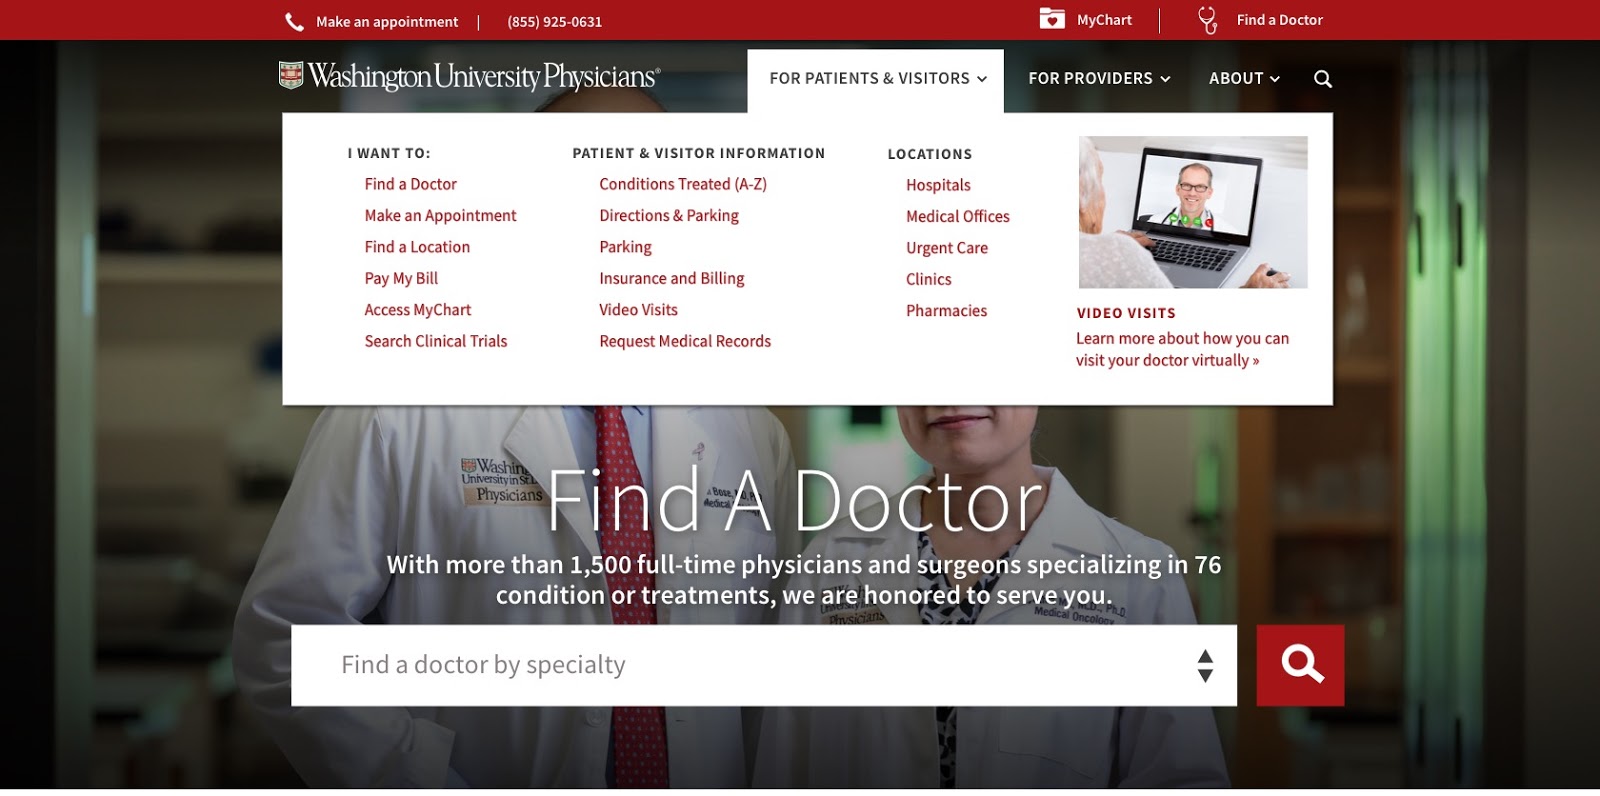 Make an appointment | (855) 925-0631
MyChart
Find a Doctor
Washington University Physicians®
FOR PATIENTS & VISITORS
FOR PROVIDERS
ABOUT
I WANT TO:
Find a Doctor
Make an Appointment
Find a Location
Pay My Bill
Access MyChart
Search Clinical Trials
PATIENT & VISITOR INFORMATION
Conditions Treated (A-Z)
Directions & Parking
Parking
Insurance and Billing
Video Visits
Request Medical Records
LOCATIONS
Hospitals
Medical Offices
Urgent Care
Clinics
Pharmacies
VIDEO VISITS
Learn more about how you can
visit your doctor virtually »
Physicians
Find A Doctor
With more than 1,500 full-time physicians and surgeons specializing in 76
condition or treatments, we are honored to serve you.
Physicians
Medical Oncology
Find a doctor by specialty